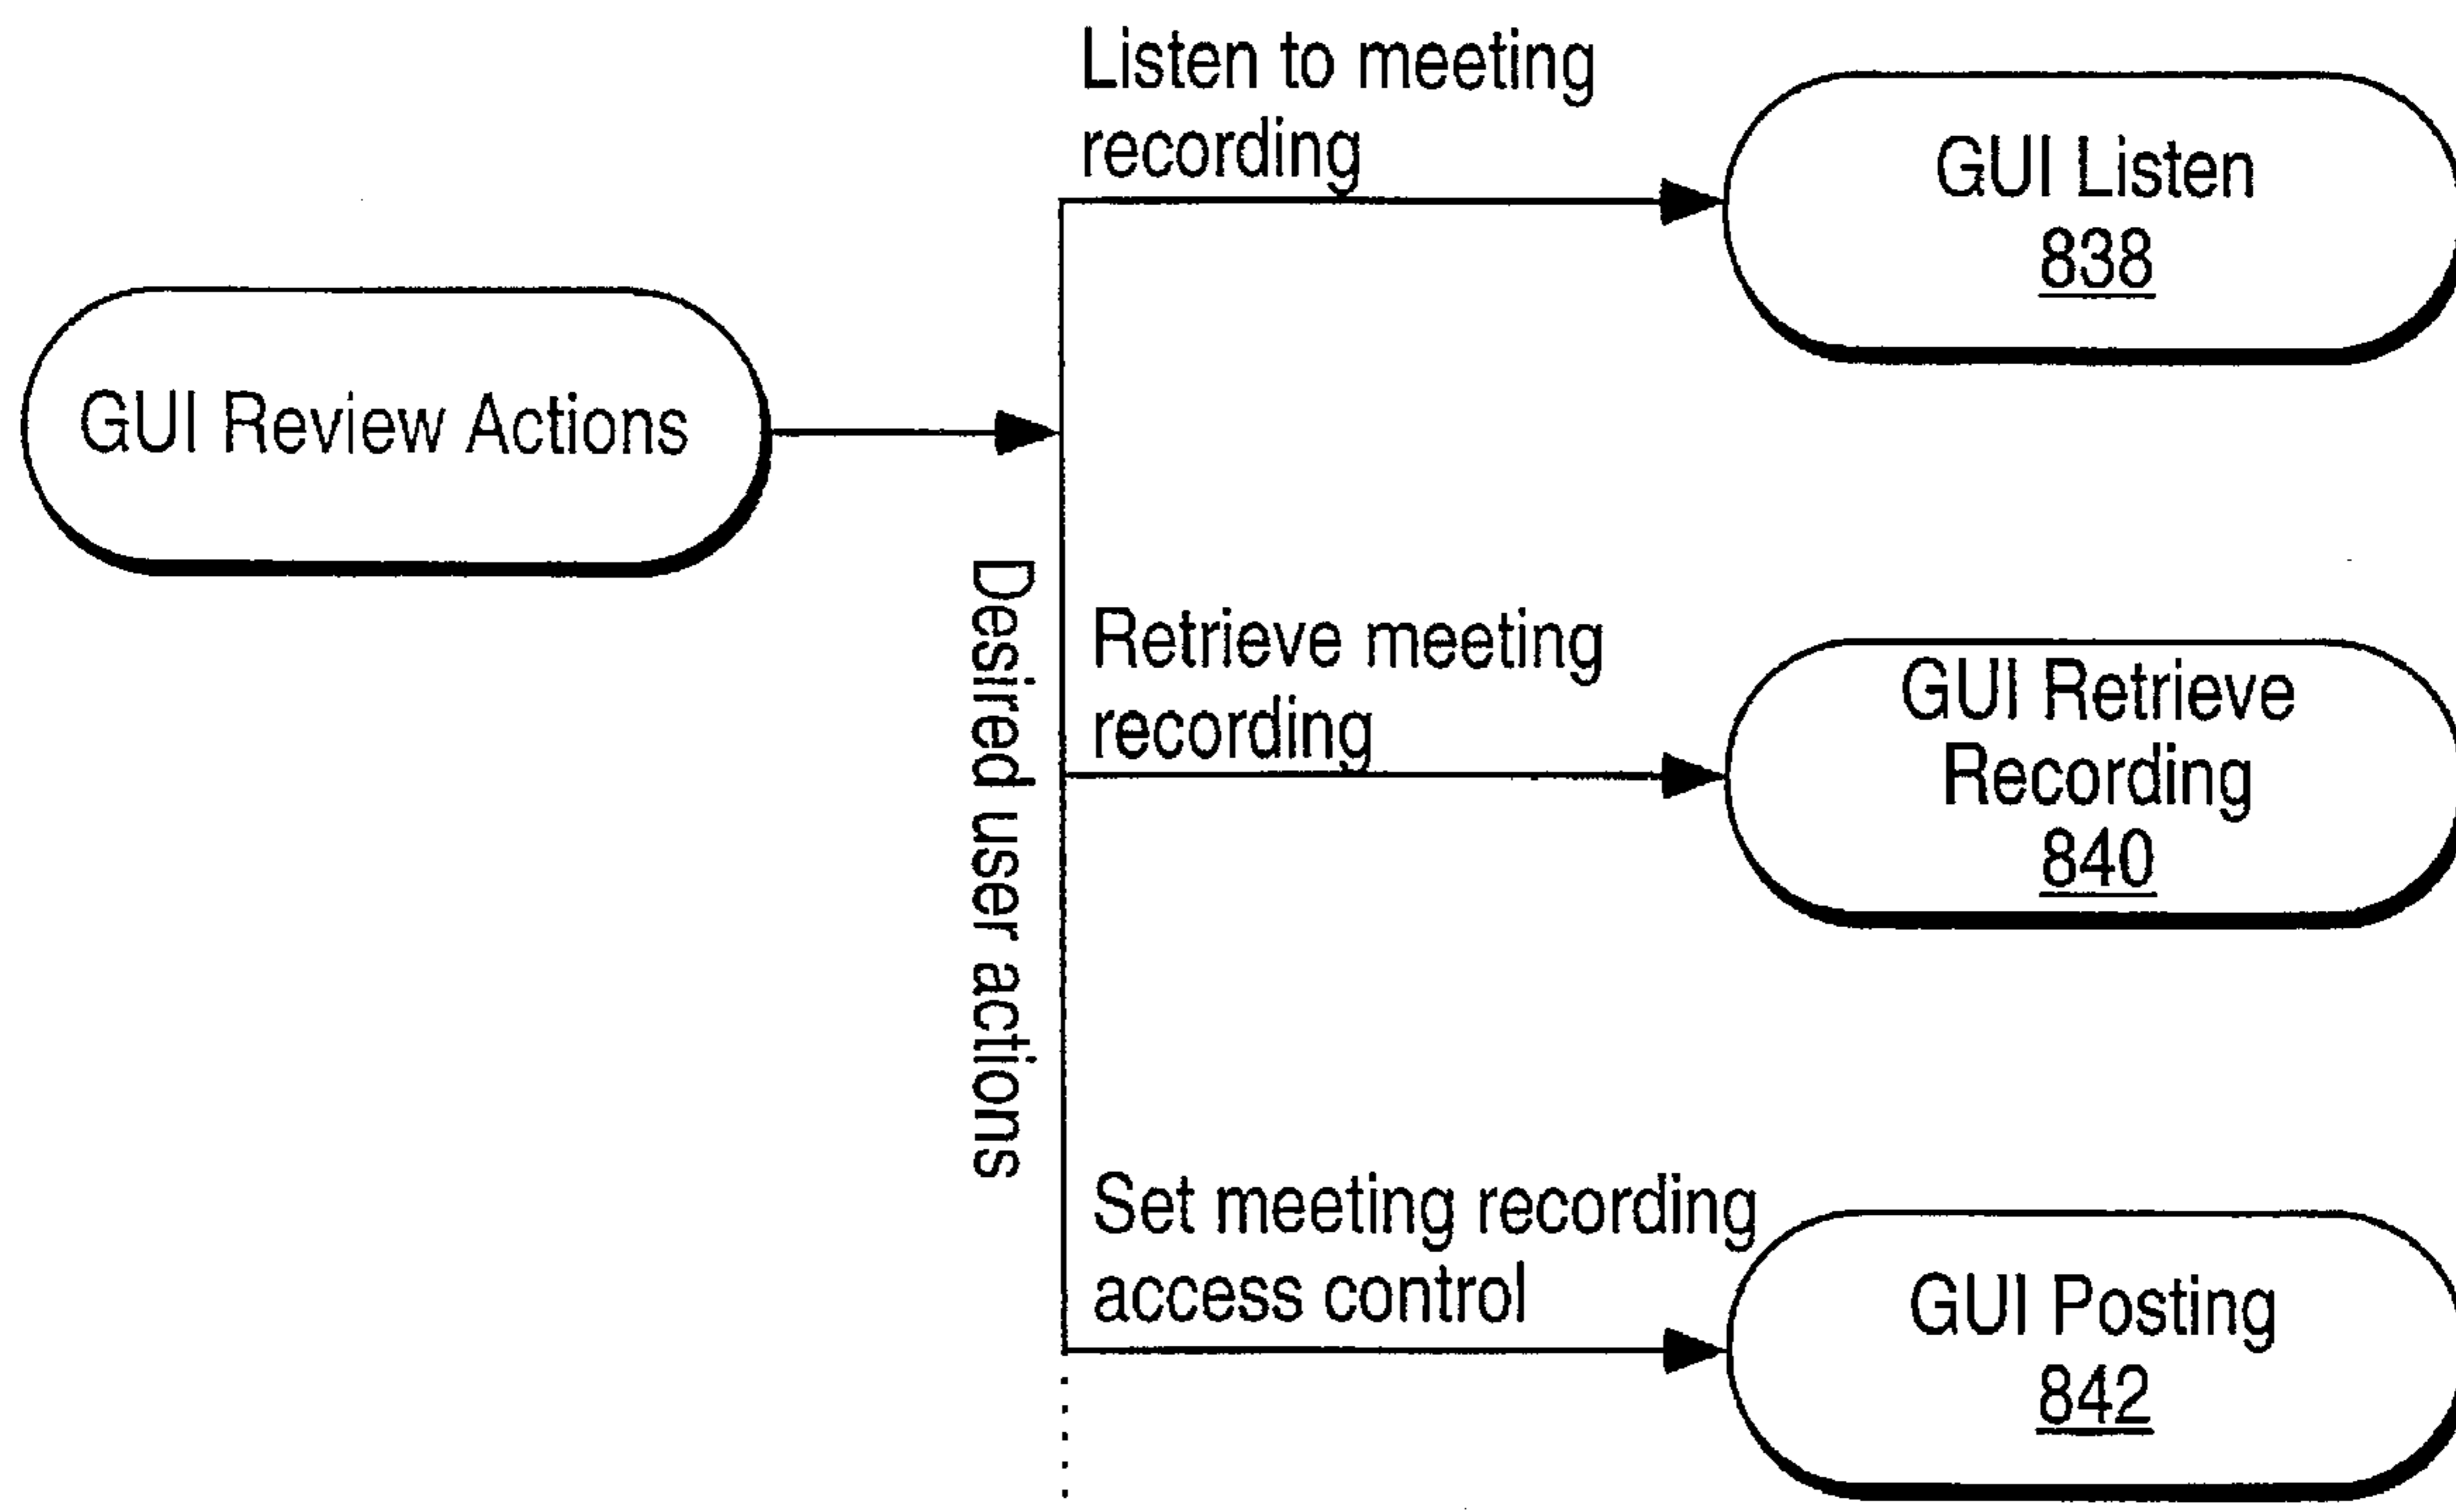 Listen to meeting
recording
GUI Listen
838
GUI Review Actions
Desired user actions
Retrieve meeting
recording
GUI Retrieve
Recording
840
Set meeting recording
access control
GUI Posting
842